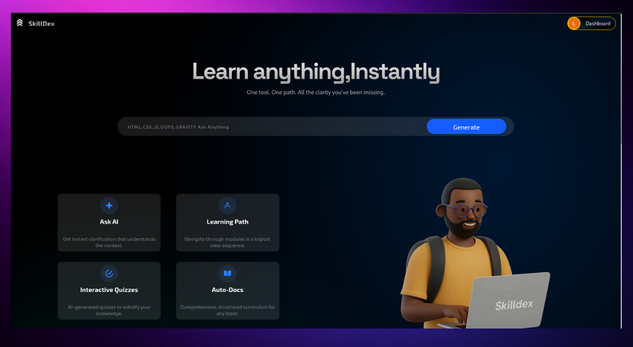 SkillDex
L
Dashboard
Learn anything,Instantly
One tool. One path. All the clarity you've been missing.
HTML,CSS,JS,OOPS,GRAVITY Ask Anything
Generate
Ask AI
Get instant clarification that understands
the context.
Learning Path
Navigate through modules in a logical,
clear sequence.
Interactive Quizzes
AI-generated quizzes to solidify your
knowledge.
Auto-Docs
Comprehensive, structured curriculum for
any topic.
Skilldex